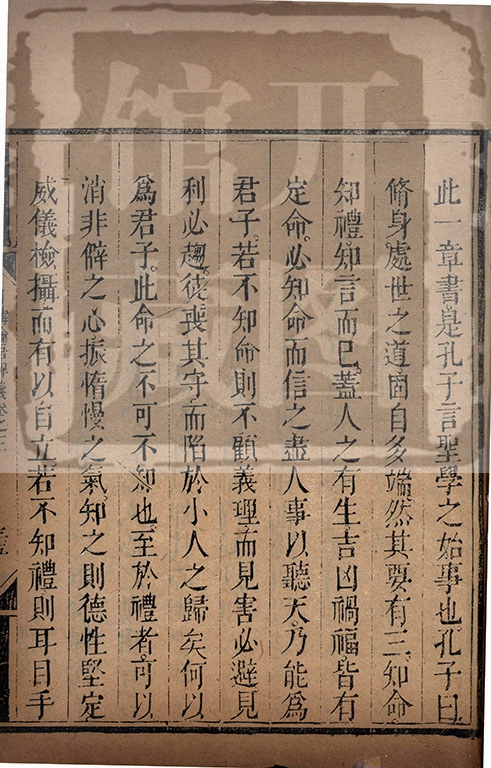 此一章書是孔子言聖學之始事也孔子曰
脩身處世之道固自多端然其要有三知命
知禮知言而已蓋人之有生吉凶禍福皆有
定命必知命而信之盡人事以聽天乃能爲
君子若不知命則不顧義理而見害必避見
利必趨徒喪其守而陷於小人之歸矣何以
爲君子此命之不可不知也至於禮者可以
消非僻之心振惰慢之氣知之則德性堅定
威儀檢攝而有以自立若不知禮則耳目手